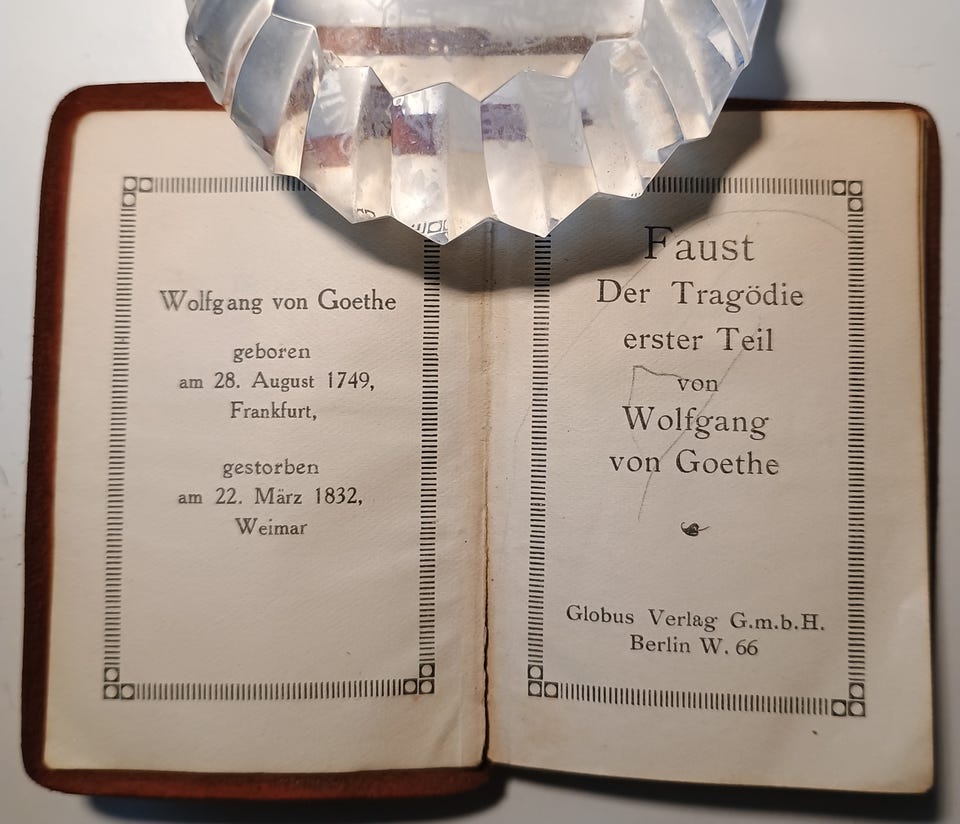 Wolfgang von Goethe
geboren
am 28. August 1749,
Frankfurt,
gestorben
am 22. März 1832,
Weimar
Faust
Der Tragödie
erster Teil
von
Wolfgang
von Goethe
Globus Verlag G.m.b.H.
Berlin W. 66